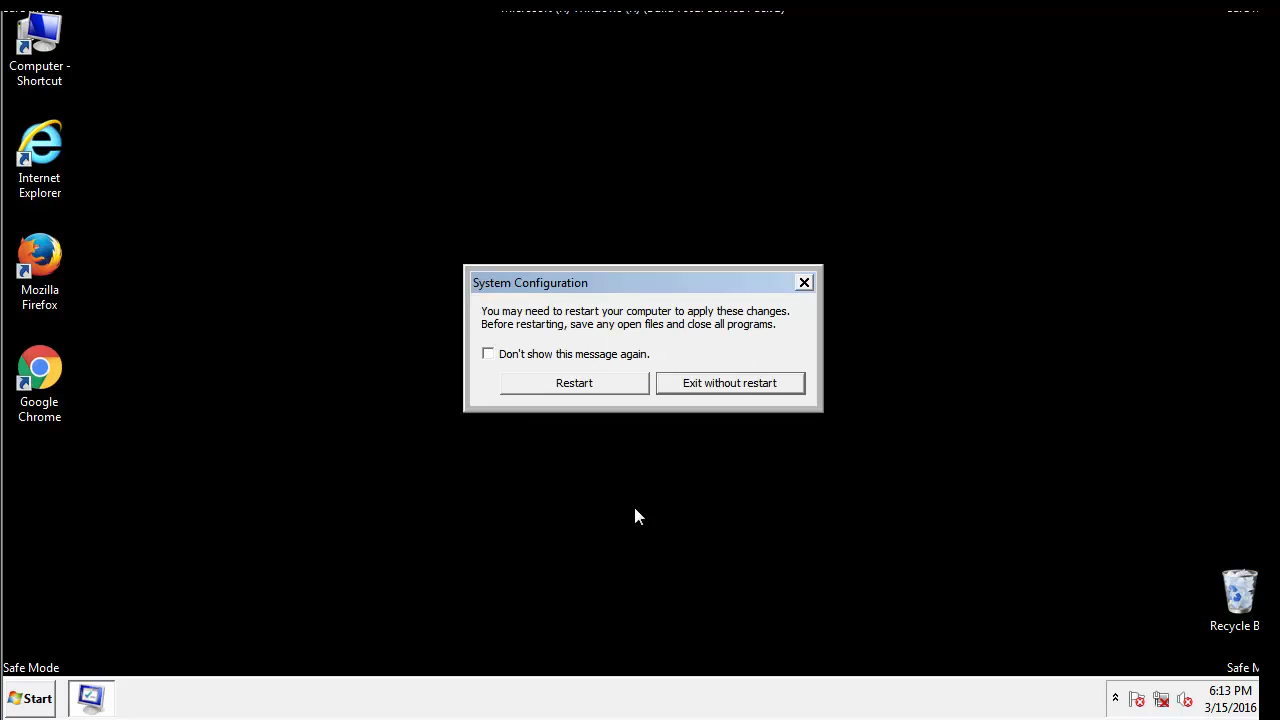 Computer -
Shortcut
Internet
Explorer
Mozilla
Firefox
Google
Chrome
System Configuration
You may need to restart your computer to apply these changes.
Before restarting, save any open files and close all programs.
Don't show this message again.
Restart
Exit without restart
Recycle B
Safe Mode
Safe M
Start
6:13 PM
3/15/2016